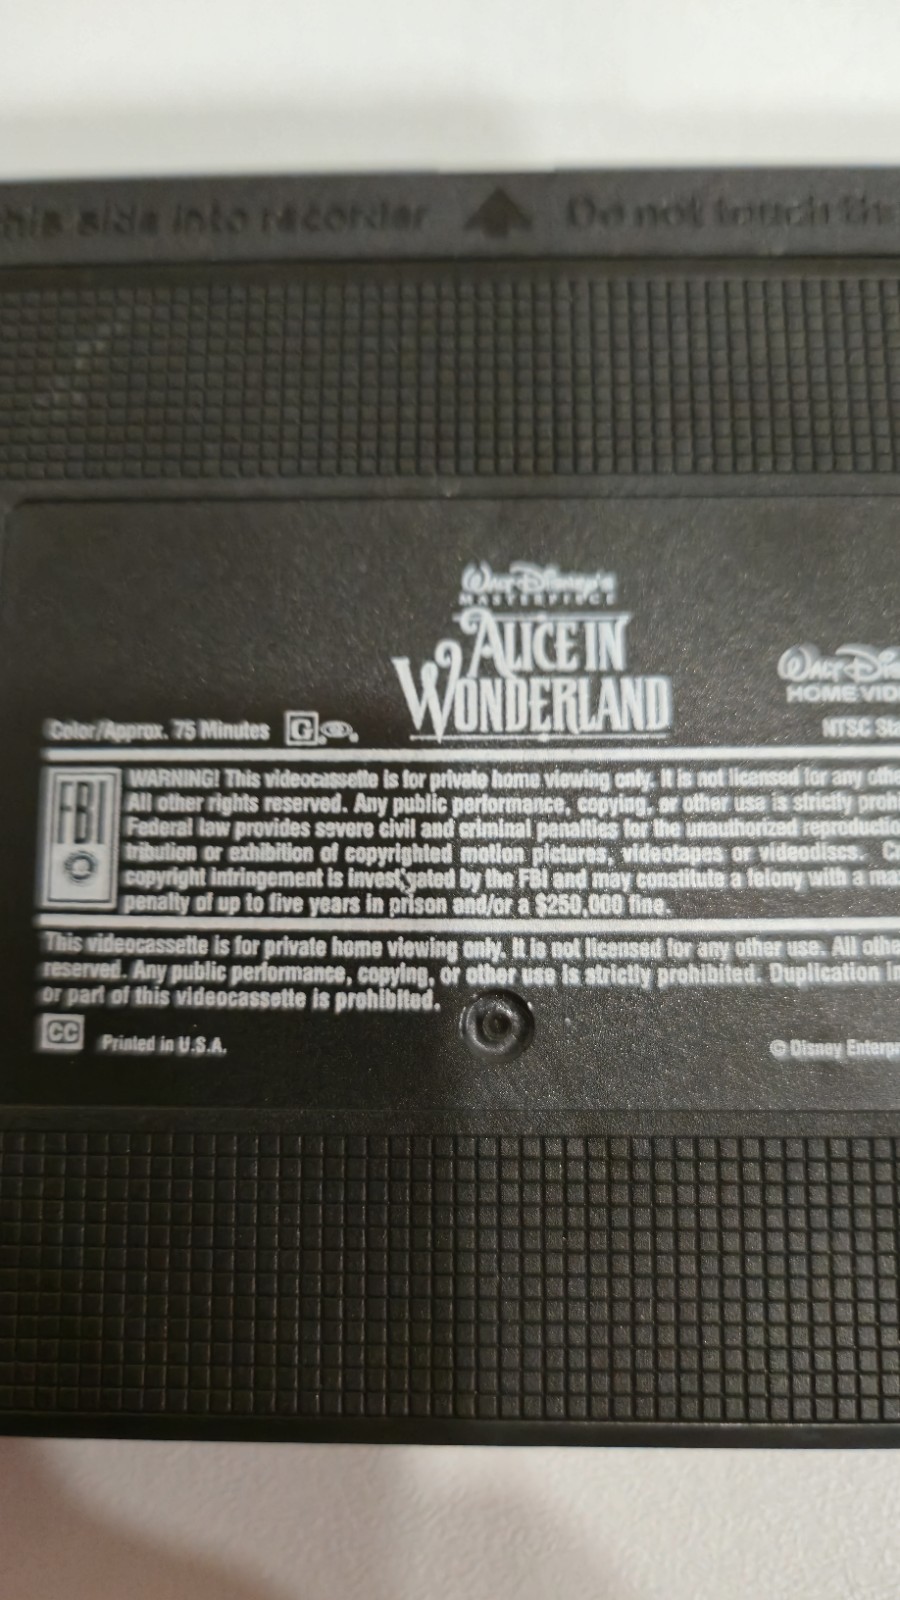 his side into recorder Do not touch the
Walt Disney's
MASTERPIECE
ALICE IN
WONDERLAND
Walt Disn
HOME VID
Color/Approx. 75 Minutes G
NTSC Sta
FBI
WARNING! This videocassette is for private home viewing only. It is not licensed for any othe
All other rights reserved. Any public performance, copying, or other use is strictly proh
Federal law provides severe civil and criminal penalties for the unauthorized reproductio
tribution or exhibition of copyrighted motion pictures, videotapes or videodiscs. C
copyright infringement is investigated by the FBI and may constitute a felony with a ma
penalty of up to five years in prison and/or a $250,000 fine.
This videocassette is for private home viewing only. It is not licensed for any other use. All othe
reserved. Any public performance, copying, or other use is strictly prohibited. Duplication in
or part of this videocassette is prohibited.
CC Printed in U.S.A.
© Disney Enterpr